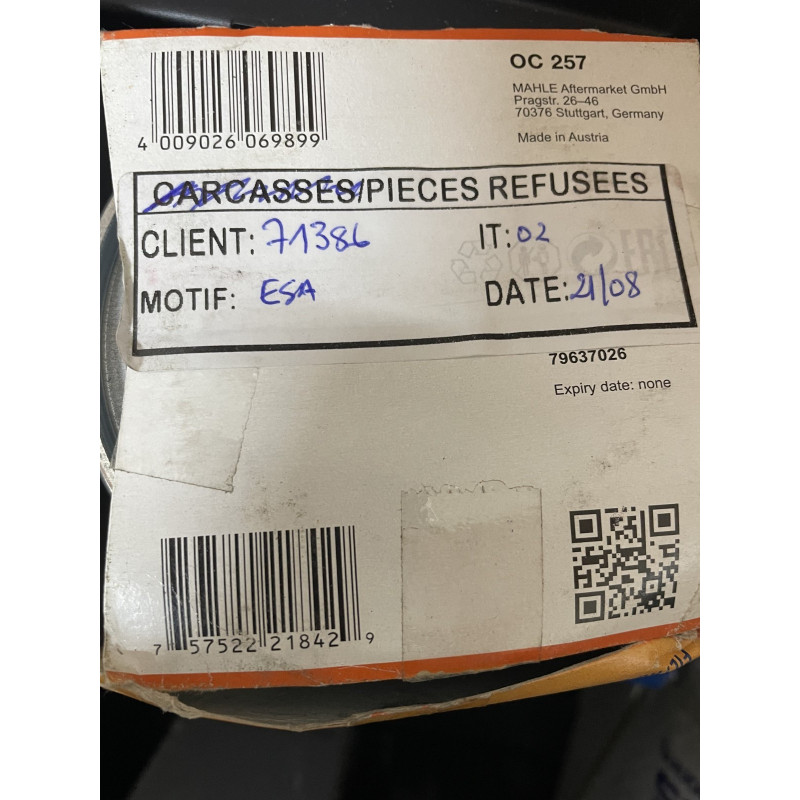 OC 257
MAHLE Aftermarket GmbH
Pragstr. 26–46
70376 Stuttgart, Germany
Made in Austria
4 009026 069899
CARCASSES/PIECES REFUSEES
CLIENT: 71386
IT: 02
MOTIF: ESA
DATE: 21/08
79637026
Expiry date: none
7 57522 21842 9